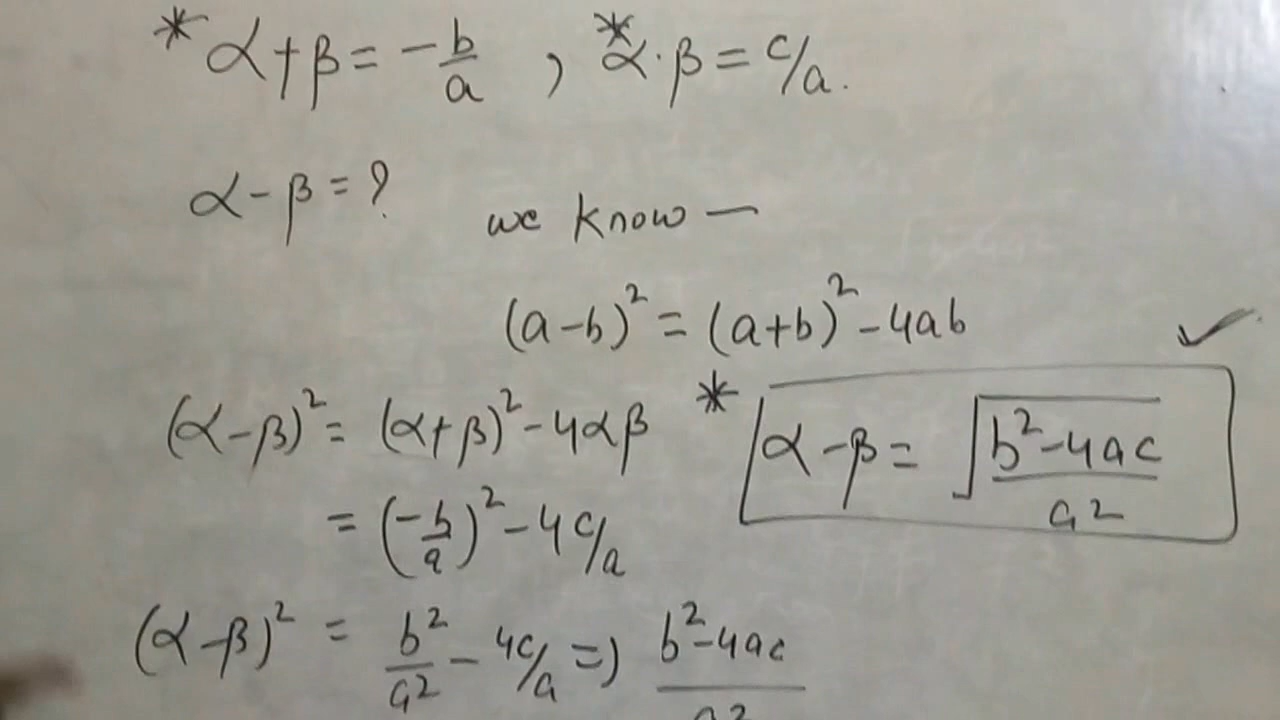 * α+β = -b/a , * α·β = c/a.
α-β = ?
we know —
(a-b)² = (a+b)² - 4ab
✓
(α-β)² = (α+β)² - 4αβ
* α-β = √((b²-4ac)/a²)
= (-b/a)² - 4c/a
(α-β)² = b²/a² - 4c/a => (b²-4ac)/a²